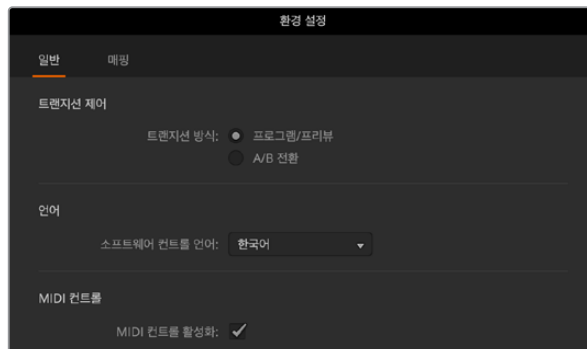 환경 설정
일반 매핑
트랜지션 제어
트랜지션 방식: 프로그램/프리뷰
A/B 전환
언어
소프트웨어 컨트롤 언어: 한국어
MIDI 컨트롤
MIDI 컨트롤 활성화: